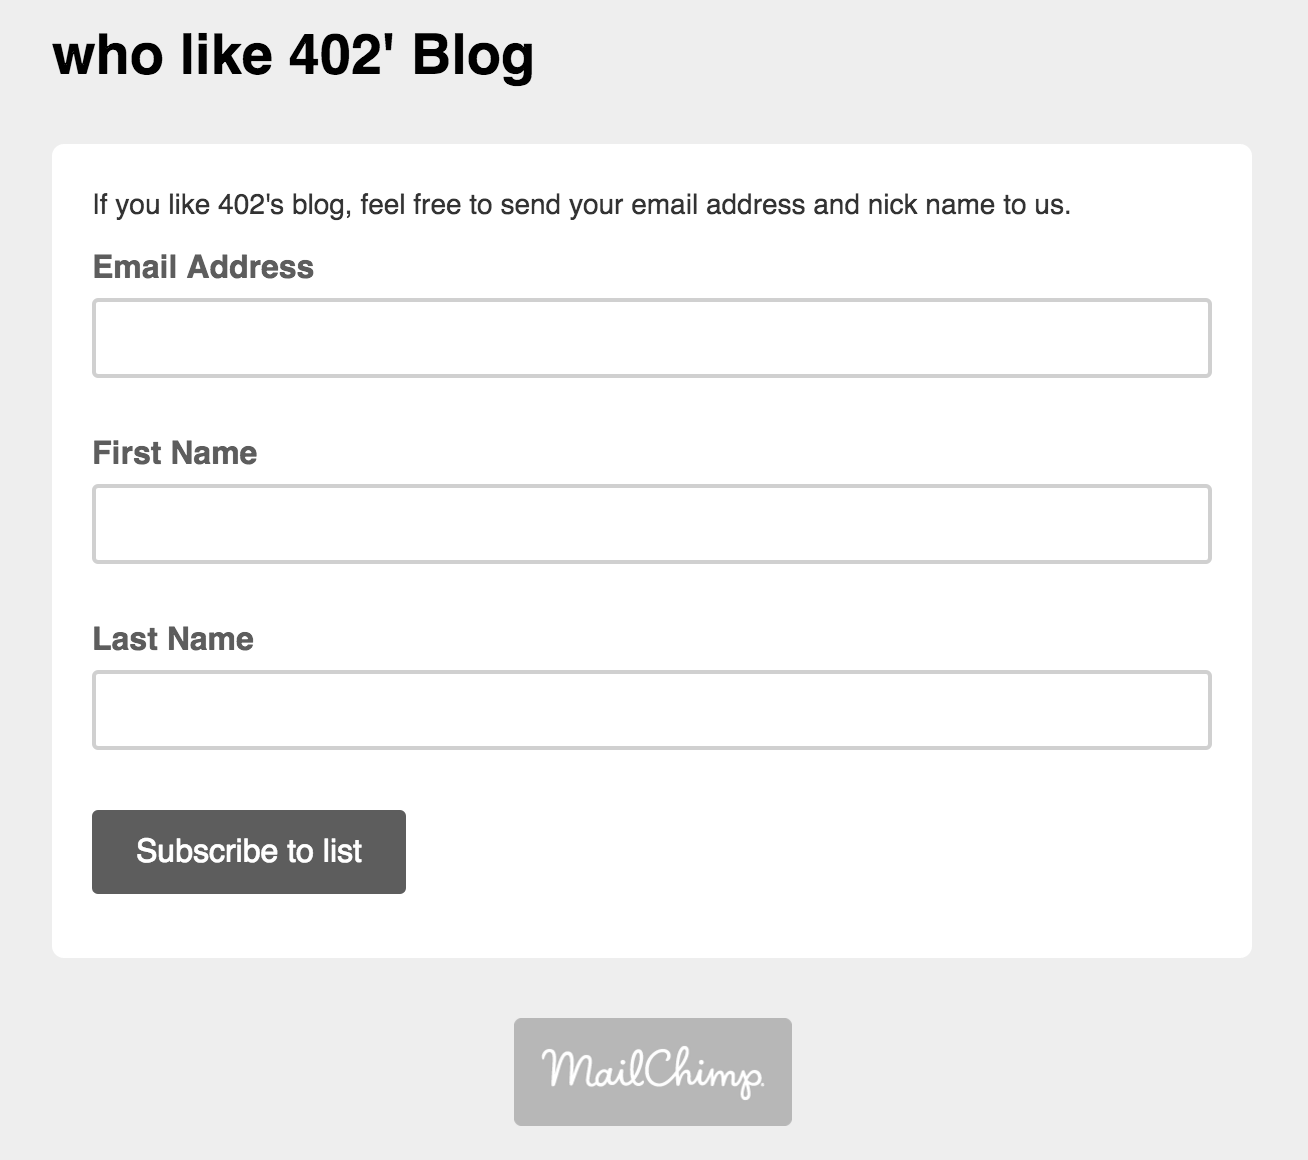 who like 402' Blog
If you like 402's blog, feel free to send your email address and nick name to us.
Email Address
First Name
Last Name
Subscribe to list
MailChimp.